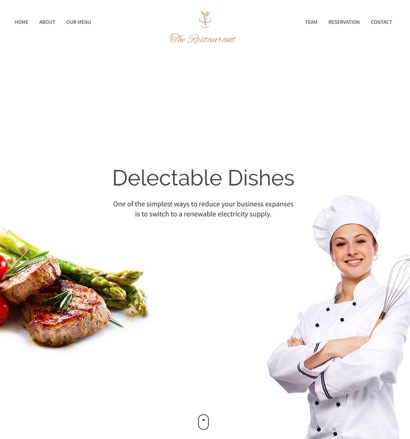 HOME ABOUT OUR MENU
The Restaurant
TEAM RESERVATION CONTACT
Delectable Dishes
One of the simplest ways to reduce your business expanses
is to switch to a renewable electricity supply.